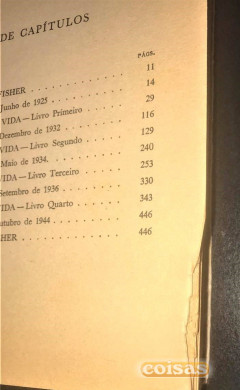 DE CAPÍTULOS
PÁGS.
FISHER . . . . . . . . . . 11
Junho de 1925 . . . . . . . 14
VIDA — Livro Primeiro . . . . 29
Dezembro de 1932 . . . . . . 116
VIDA — Livro Segundo . . . . 129
Maio de 1934. . . . . . . . 240
VIDA — Livro Terceiro . . . . 253
Setembro de 1936 . . . . . . 330
VIDA — Livro Quarto . . . . . 343
utubro de 1944 . . . . . . . 446
SHER . . . . . . . . . . . 446
coisas